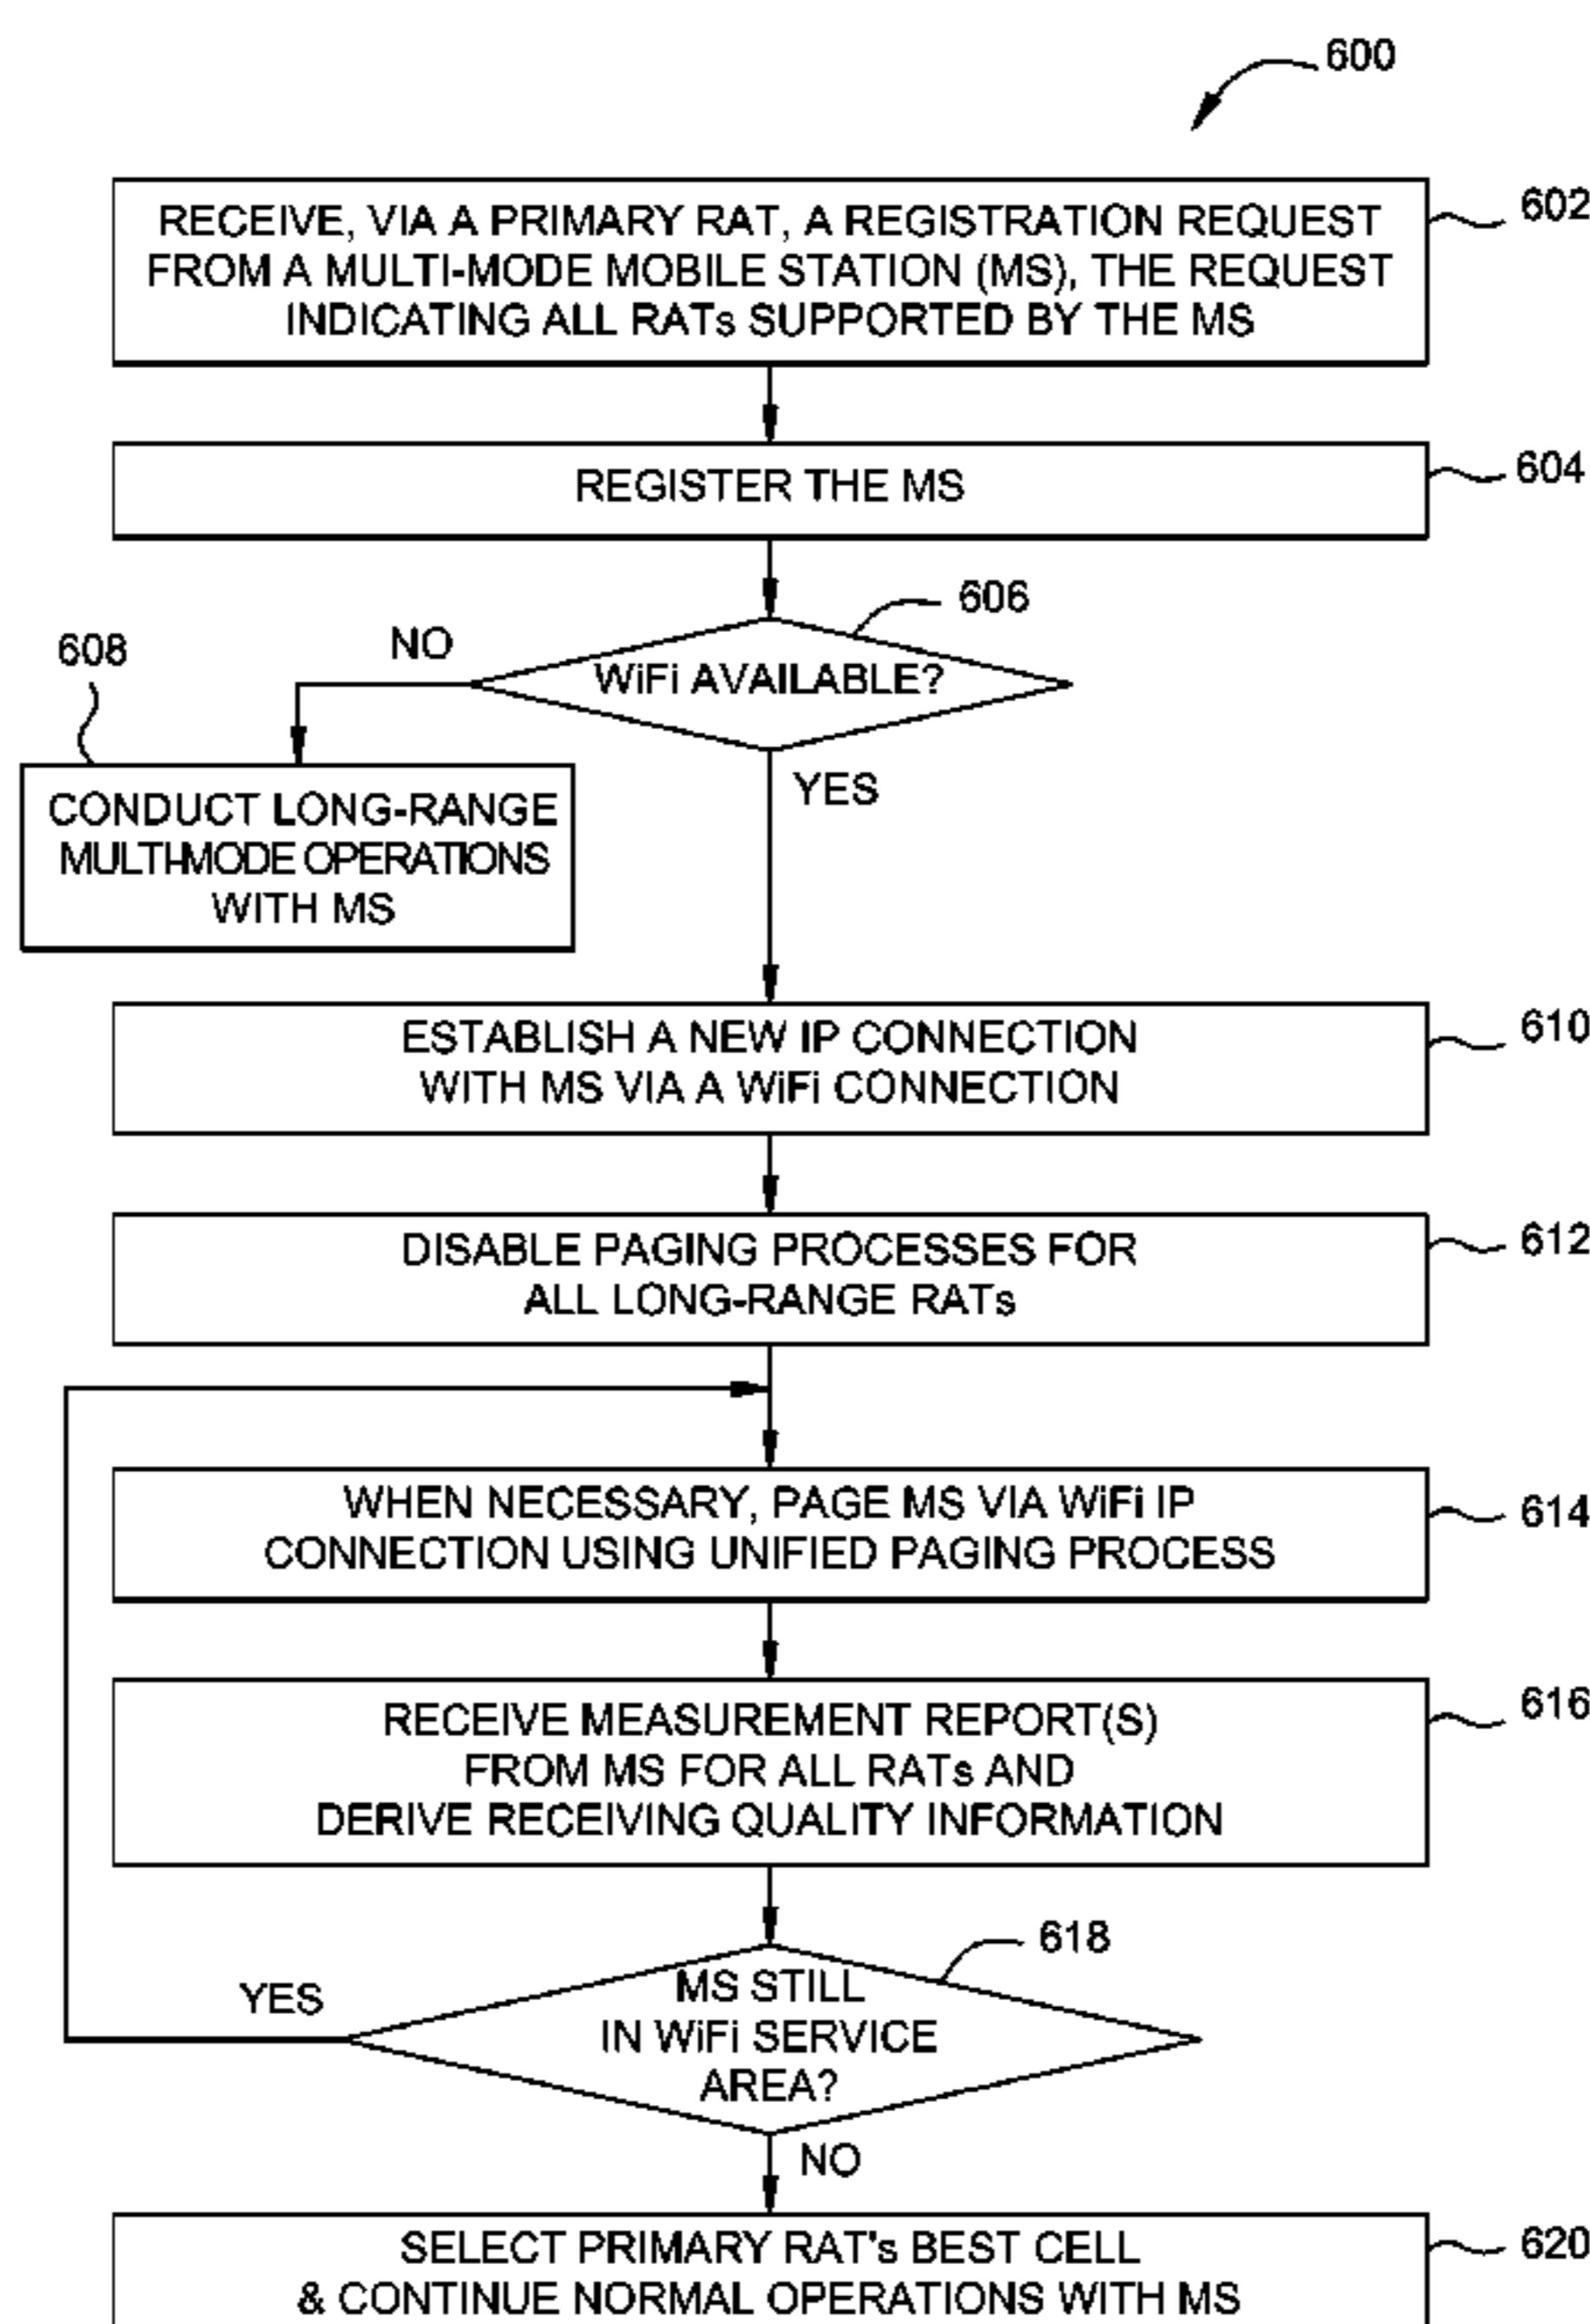 600
RECEIVE, VIA A PRIMARY RAT, A REGISTRATION REQUEST
FROM A MULTI-MODE MOBILE STATION (MS), THE REQUEST
INDICATING ALL RATs SUPPORTED BY THE MS
602
REGISTER THE MS
604
606
WiFi AVAILABLE?
NO
608
YES
CONDUCT LONG-RANGE
MULTI-MODE OPERATIONS
WITH MS
ESTABLISH A NEW IP CONNECTION
WITH MS VIA A WiFi CONNECTION
610
DISABLE PAGING PROCESSES FOR
ALL LONG-RANGE RATs
612
WHEN NECESSARY, PAGE MS VIA WiFi IP
CONNECTION USING UNIFIED PAGING PROCESS
614
RECEIVE MEASUREMENT REPORT(S)
FROM MS FOR ALL RATs AND
DERIVE RECEIVING QUALITY INFORMATION
616
618
MS STILL
IN WiFi SERVICE
AREA?
YES
NO
SELECT PRIMARY RAT's BEST CELL
& CONTINUE NORMAL OPERATIONS WITH MS
620